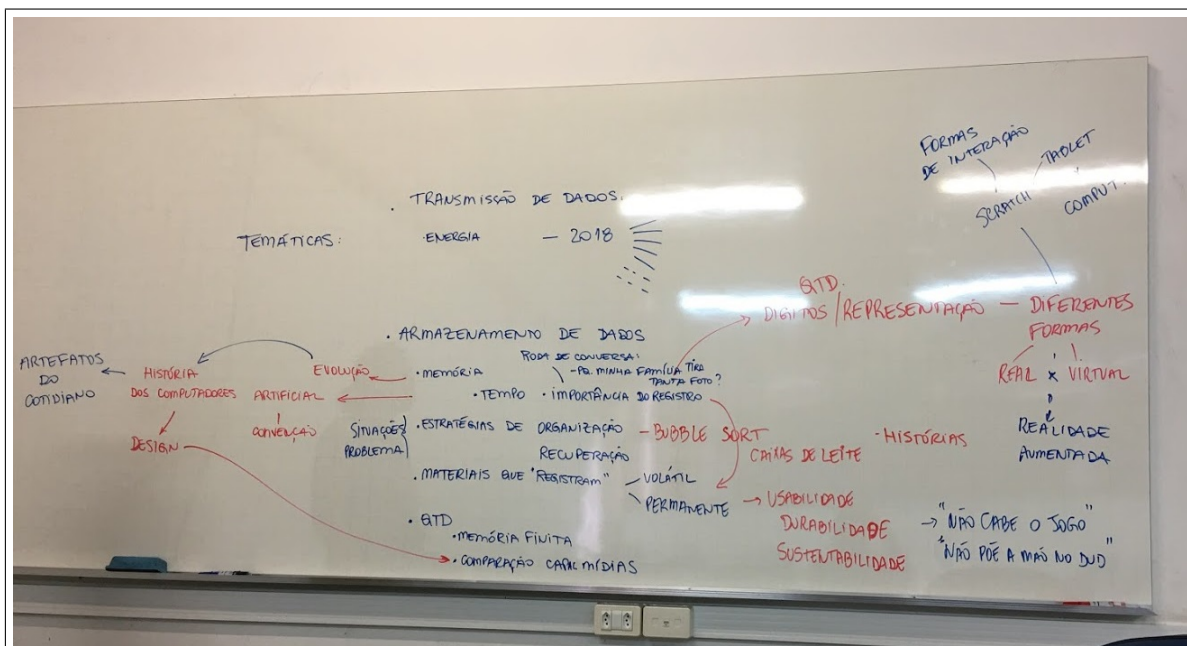 FORMAS
DE INTERAÇÃO
TABLET
SCRATCH
COMPUT.
. TRANSMISSÃO DE DADOS.
TEMÁTICAS:
·ENERGIA — 2018
QTD.
DIGITOS / REPRESENTAÇÃO — DIFERENTES
FORMAS
REAL × VIRTUAL
REALIDADE
AUMENTADA
· ARMAZENAMENTO DE DADOS
RODA DE CONVERSA:
- PQ. MINHA FAMÍLIA TIRA
TANTA FOTO?
ARTEFATOS
DO
COTIDIANO
HISTÓRIA
DOS COMPUTADORES
EVOLUÇÃO
·MEMÓRIA
ARTIFICIAL
·TEMPO · IMPORTÂNCIA DO REGISTRO
CONVENÇÃO
DESIGN
SITUAÇÕES
PROBLEMA
·ESTRATÉGIAS DE ORGANIZAÇÃO — BUBBLE SORT
RECUPERAÇÃO
CAIXAS DE LEITE
·HISTÓRIAS
·MATERIAIS QUE "REGISTRAM"
VOLÁTIL
PERMANENTE → USABILIDADE
DURABILIDADE
SUSTENTABILIDADE
→ "NÃO CABE O JOGO"
"NÃO PÕE A MAÕ NO DVD"
· QTD
·MEMÓRIA FINITA
· COMPARAÇÃO MÍDIAS